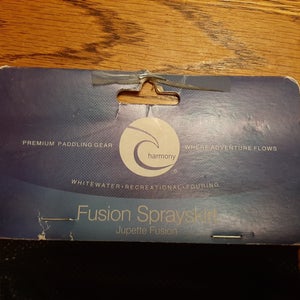 PREMIUM PADDLING GEAR
harmony
®
WHERE ADVENTURE FLOWS
WHITEWATER • RECREATIONAL • TOURING
Fusion Sprayskirt
Jupette Fusion